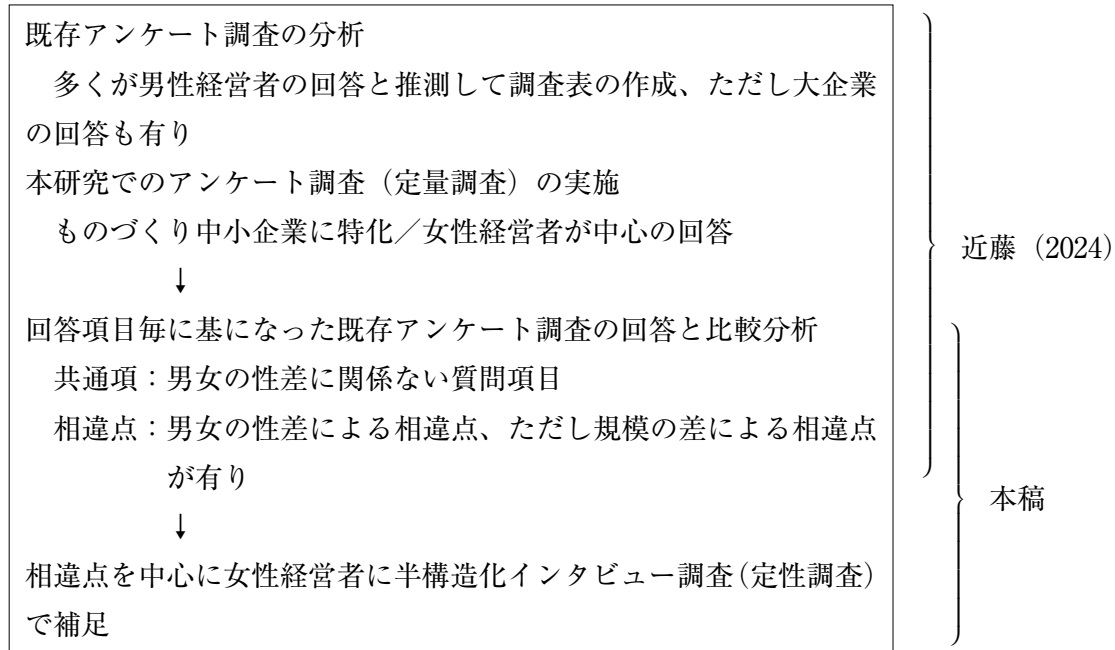 既存アンケート調査の分析
多くが男性経営者の回答と推測して調査表の作成、ただし大企業
の回答も有り
本研究でのアンケート調査（定量調査）の実施
ものづくり中小企業に特化／女性経営者が中心の回答
↓
回答項目毎に基になった既存アンケート調査の回答と比較分析
共通項：男女の性差に関係ない質問項目
相違点：男女の性差による相違点、ただし規模の差による相違点
が有り
↓
相違点を中心に女性経営者に半構造化インタビュー調査（定性調査）
で補足
近藤（2024）
本稿